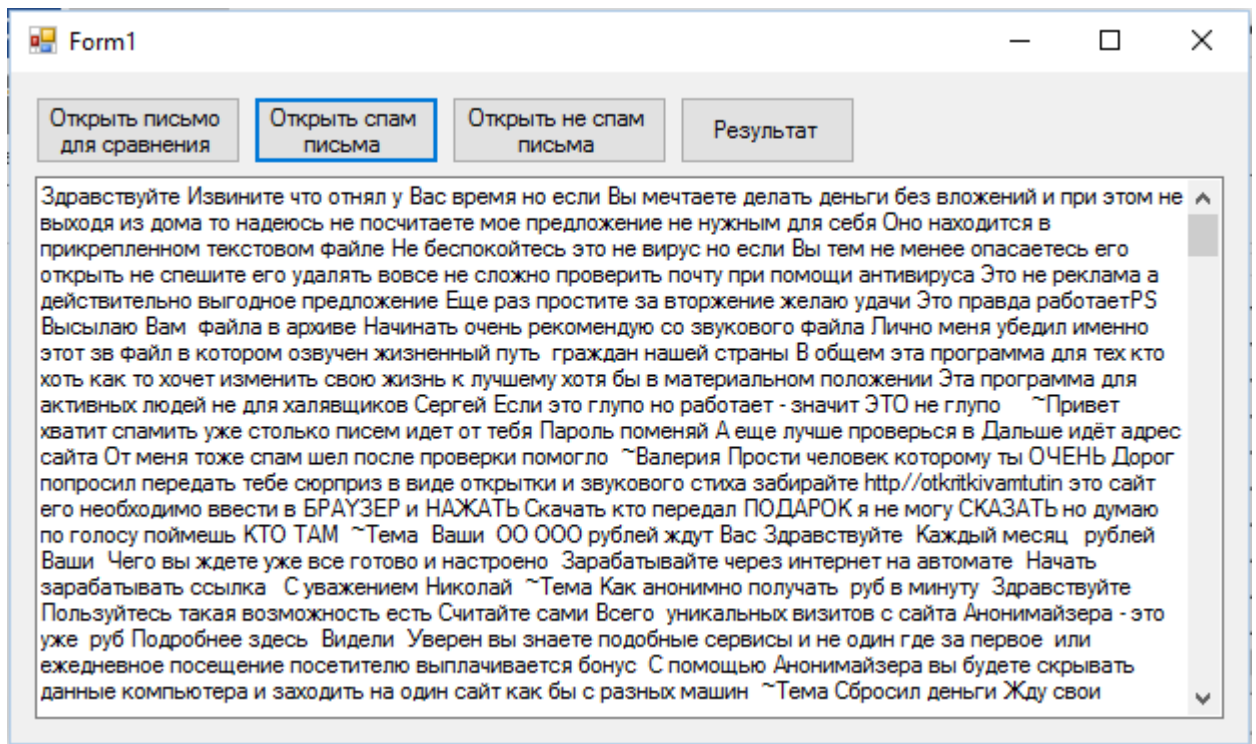 Form1
Открыть письмо для сравнения
Открыть спам письма
Открыть не спам письма
Результат
Здравствуйте Извините что отнял у Вас время но если Вы мечтаете делать деньги без вложений и при этом не
выходя из дома то надеюсь не посчитаете мое предложение не нужным для себя Оно находится в
прикрепленном текстовом файле Не беспокойтесь это не вирус но если Вы тем не менее опасаетесь его
открыть не спешите его удалять вовсе не сложно проверить почту при помощи антивируса Это не реклама а
действительно выгодное предложение Еще раз простите за вторжение желаю удачи Это правда работаетPS
Высылаю Вам  файла в архиве Начинать очень рекомендую со звукового файла Лично меня убедил именно
этот зв файл в котором озвучен жизненный путь  граждан нашей страны В общем эта программа для тех кто
хоть как то хочет изменить свою жизнь к лучшему хотя бы в материальном положении Эта программа для
активных людей не для халявщиков Сергей Если это глупо но работает - значит ЭТО не глупо     ~Привет
хватит спамить уже столько писем идет от тебя Пароль поменяй А еще лучше проверься в Дальше идёт адрес
сайта От меня тоже спам шел после проверки помогло  ~Валерия Прости человек которому ты ОЧЕНЬ Дорог
попросил передать тебе сюрприз в виде открытки и звукового стиха забирайте http//otkritkivamtutin это сайт
его необходимо ввести в БРАУЗЕР и НАЖАТЬ Скачать кто передал ПОДАРОК я не могу СКАЗАТЬ но думаю
по голосу поймешь КТО ТАМ  ~Тема  Ваши  ОО ООО рублей ждут Вас Здравствуйте  Каждый месяц   рублей
Ваши  Чего вы ждете уже все готово и настроено  Зарабатывайте через интернет на автомате  Начать
зарабатывать ссылка   С уважением Николай  ~Тема Как анонимно получать  руб в минуту  Здравствуйте
Пользуйтесь такая возможность есть Считайте сами Всего  уникальных визитов с сайта Анонимайзера - это
уже  руб Подробнее здесь  Видели  Уверен вы знаете подобные сервисы и не один где за первое  или
ежедневное посещение посетителю выплачивается бонус  С помощью Анонимайзера вы будете скрывать
данные компьютера и заходить на один сайт как бы с разных машин  ~Тема Сбросил деньги Жду свои